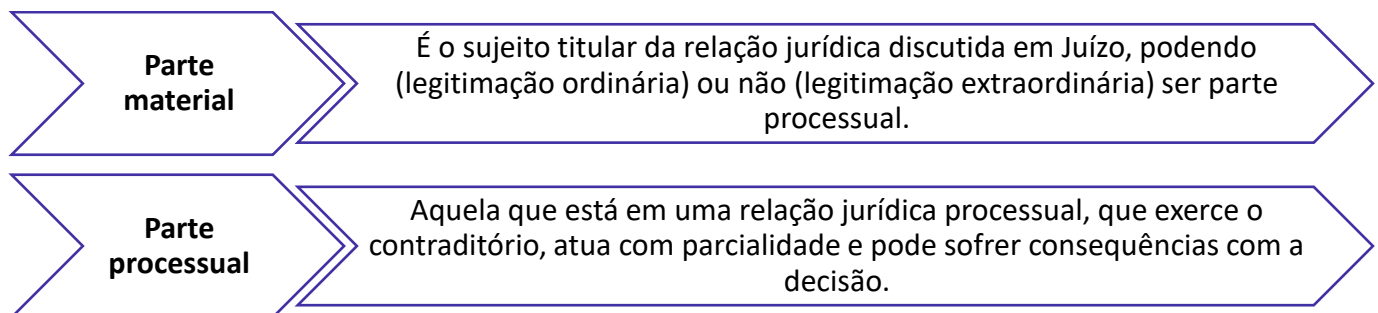 Parte
material
É o sujeito titular da relação jurídica discutida em Juízo, podendo
(legitimação ordinária) ou não (legitimação extraordinária) ser parte
processual.
Parte
processual
Aquela que está em uma relação jurídica processual, que exerce o
contraditório, atua com parcialidade e pode sofrer consequências com a
decisão.